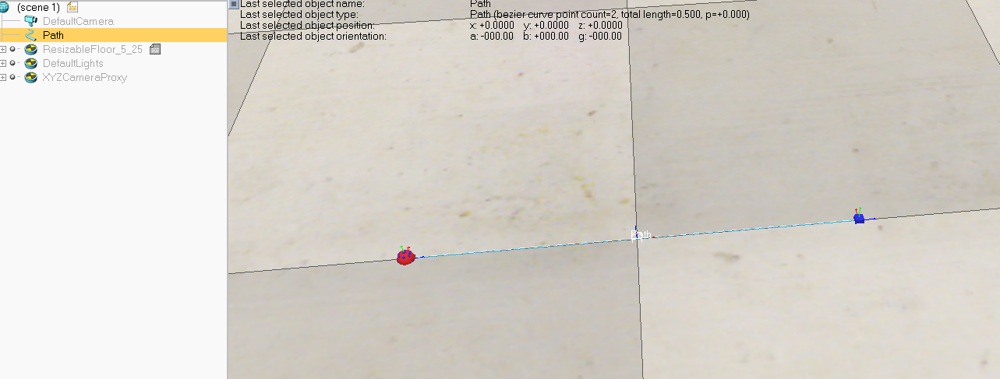 (scene 1)
DefaultCamera
Path
ResizableFloor_5_25
DefaultLights
XYZCameraProxy
Last selected object name: Path
Last selected object type: Path (bezier curve point count=2, total length=0.500, p=+0.000)
Last selected object position: x: +0.0000 y: +0.0000 z: +0.0000
Last selected object orientation: a: -000.00 b: +000.00 g: -000.00
Path